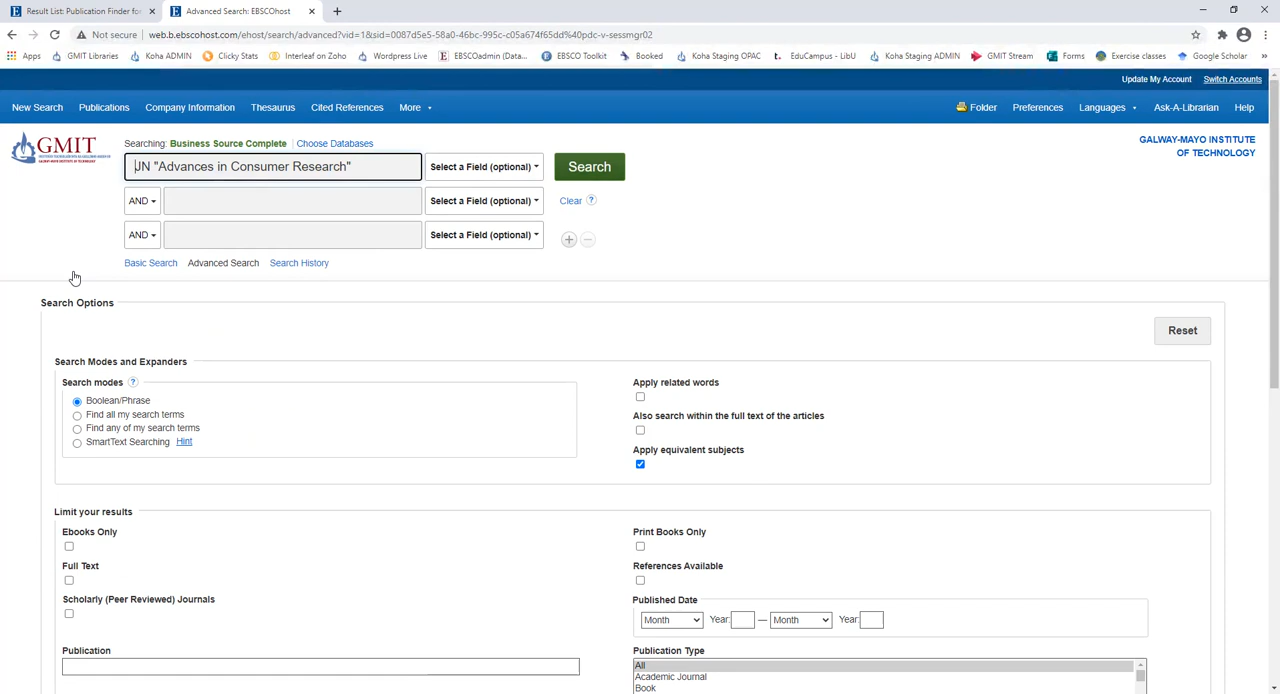 Result List: Publication Finder fo
Advanced Search: EBSCOhost
Not secure
web.b.ebscohost.com/ehost/search/advanced?vid=1&sid=0087d5e5-58a0-46bc-995c-c05a674f65dd%40pdc-v-sessmgr02
Apps
GMIT Libraries
Koha ADMIN
Clicky Stats
Interleaf on Zoho
Wordpress Live
EBSCOadmin (Data...
EBSCO Toolkit
Booked
Koha Staging OPAC
EduCampus - LibU
Koha Staging ADMIN
GMIT Stream
Forms
Exercise classes
Google Scholar
»
Update My Account
Switch Accounts
New Search
Publications
Company Information
Thesaurus
Cited References
More
Folder
Preferences
Languages
Ask-A-Librarian
Help
GMIT
Searching: Business Source Complete
Choose Databases
GALWAY-MAYO INSTITUTE
OF TECHNOLOGY
JN "Advances in Consumer Research"
Select a Field (optional)
Search
AND
Select a Field (optional)
Clear ?
AND
Select a Field (optional)
Basic Search
Advanced Search
Search History
Search Options
Reset
Search Modes and Expanders
Search modes ?
Boolean/Phrase
Find all my search terms
Find any of my search terms
SmartText Searching Hint
Apply related words
Also search within the full text of the articles
Apply equivalent subjects
Limit your results
Ebooks Only
Print Books Only
Full Text
References Available
Scholarly (Peer Reviewed) Journals
Published Date
Month Year: — Month Year:
Publication
Publication Type
All
Academic Journal
Book